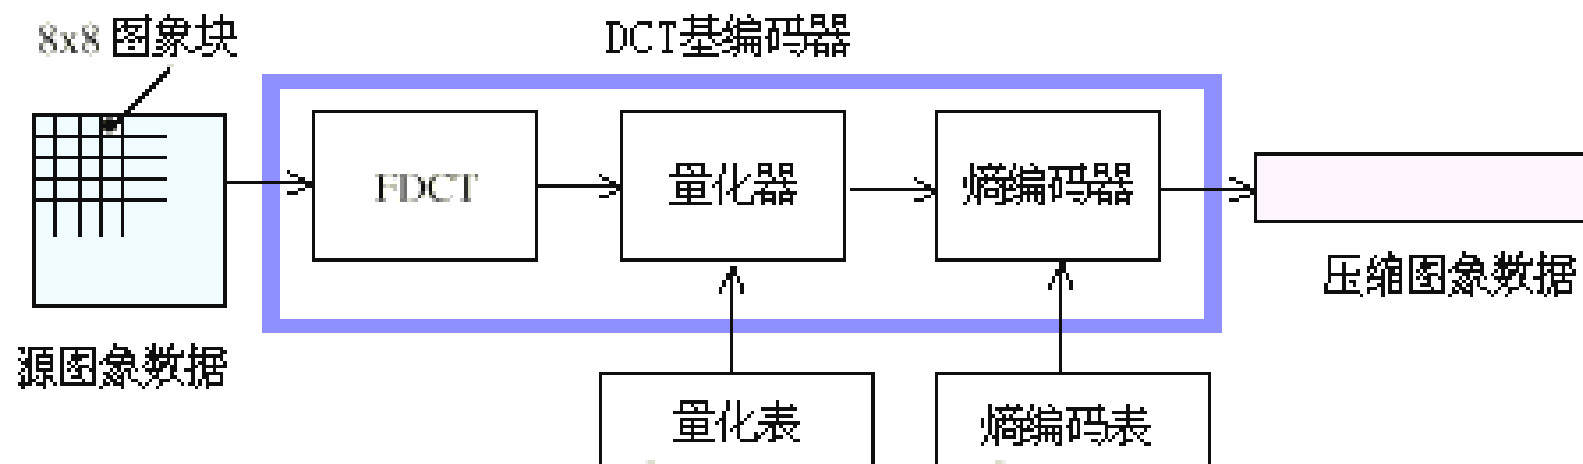 8x8 图象块
DCT基编码器
FDCT
量化器
熵编码器
压缩图象数据
源图象数据
量化表
熵编码表